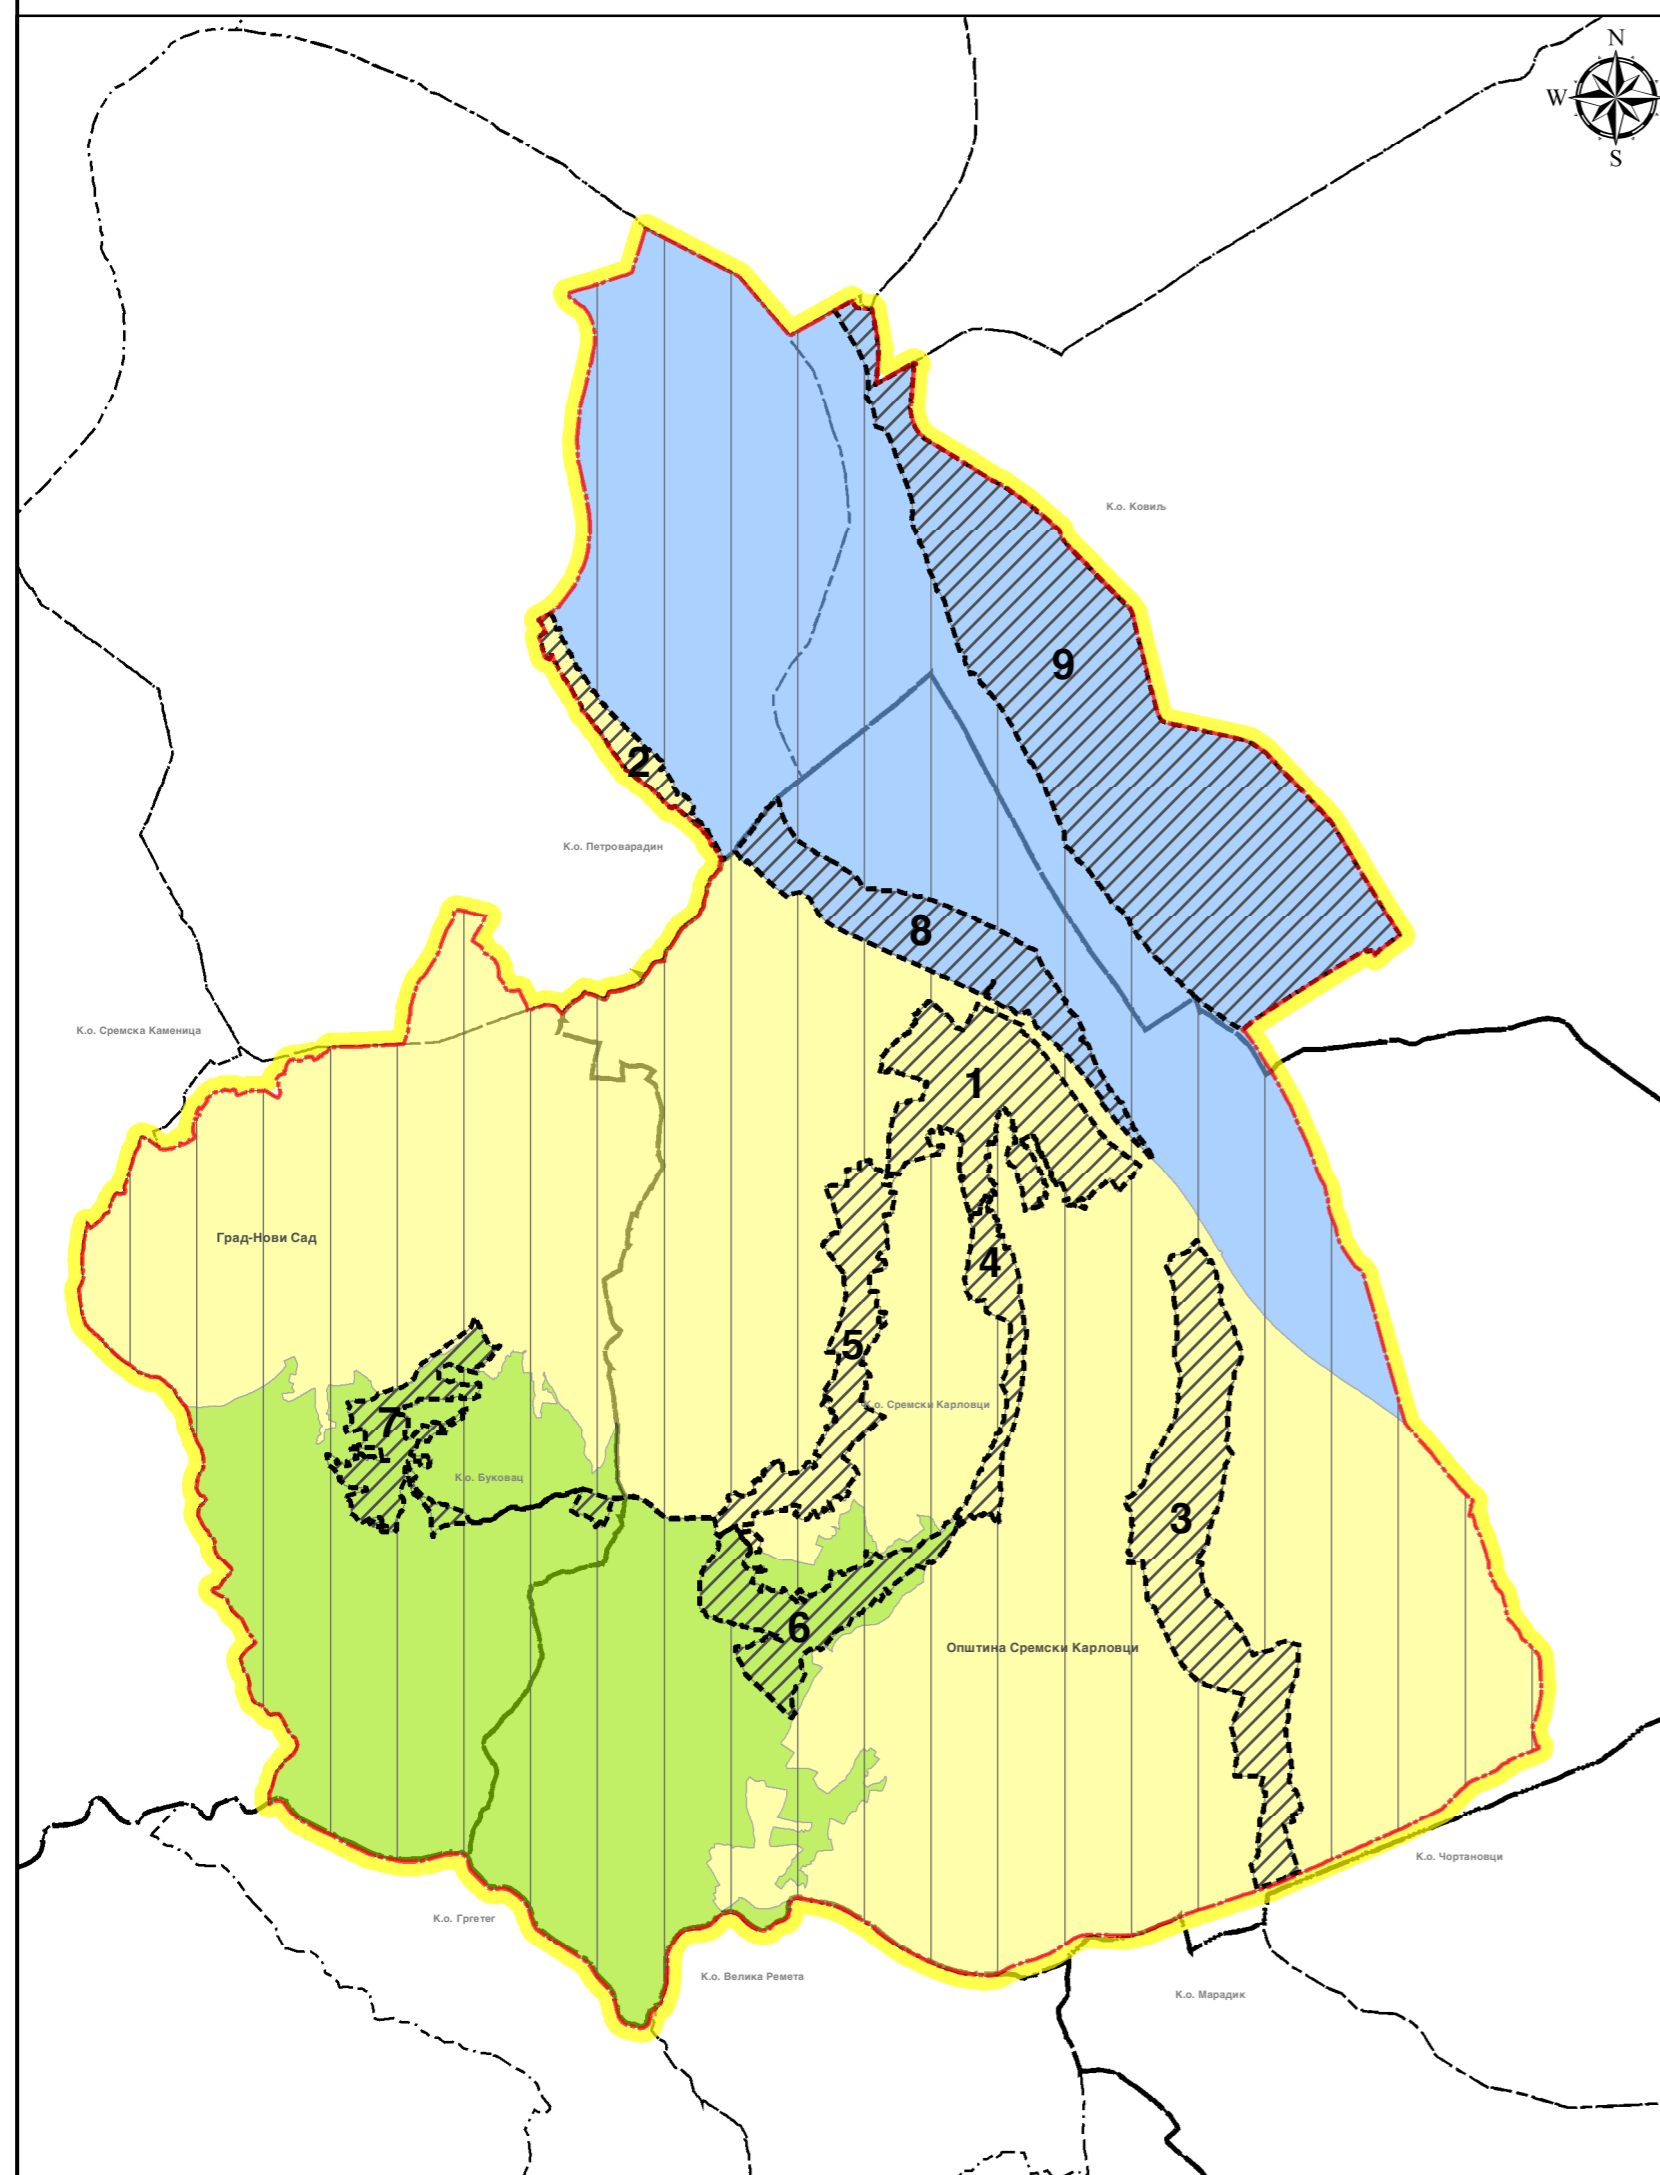 N
W
S
К.о. Ковиљ
9
2
К.о. Петроварадин
8
К.о. Сремска Каменица
1
Град-Нови Сад
4
5
К.о. Сремски Карловци
7
К.о. Буковац
3
6
Општина Сремски Карловци
К.о. Чортановци
К.о. Гргетег
К.о. Велика Ремета
К.о. Марадик